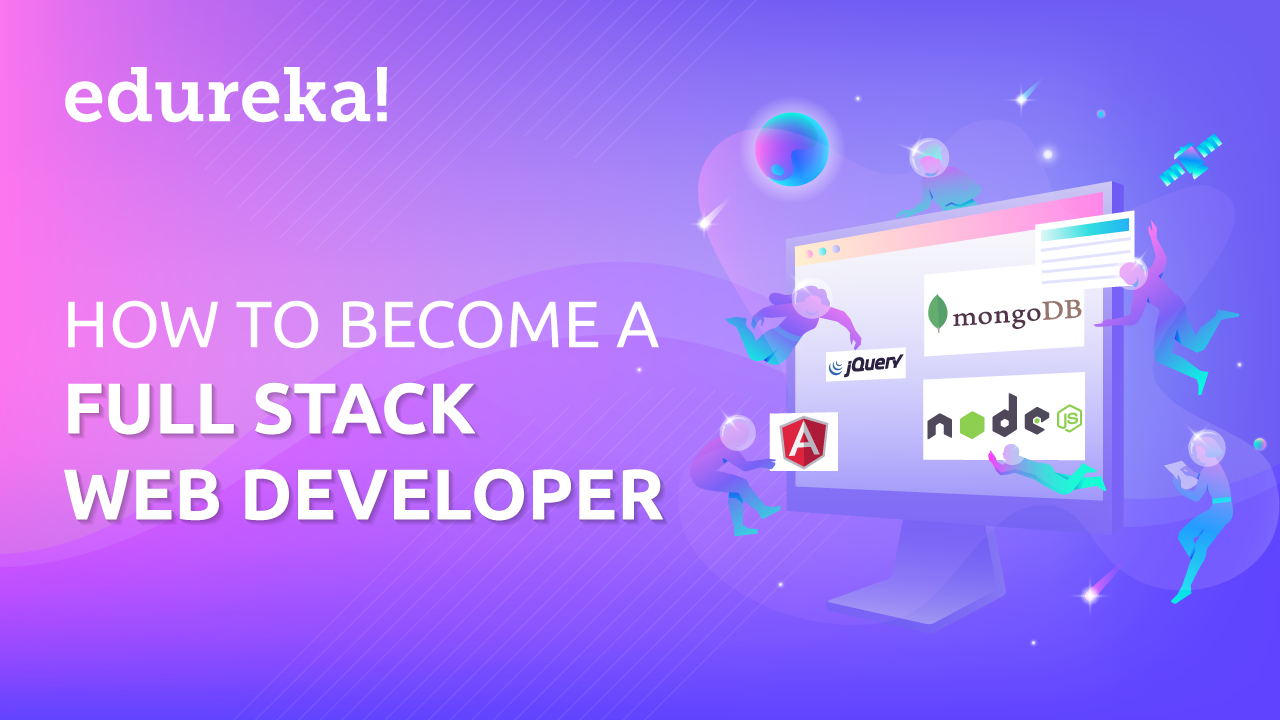 edureka!
HOW TO BECOME A
FULL STACK
WEB DEVELOPER
mongoDB
jQuery
A
node
JS